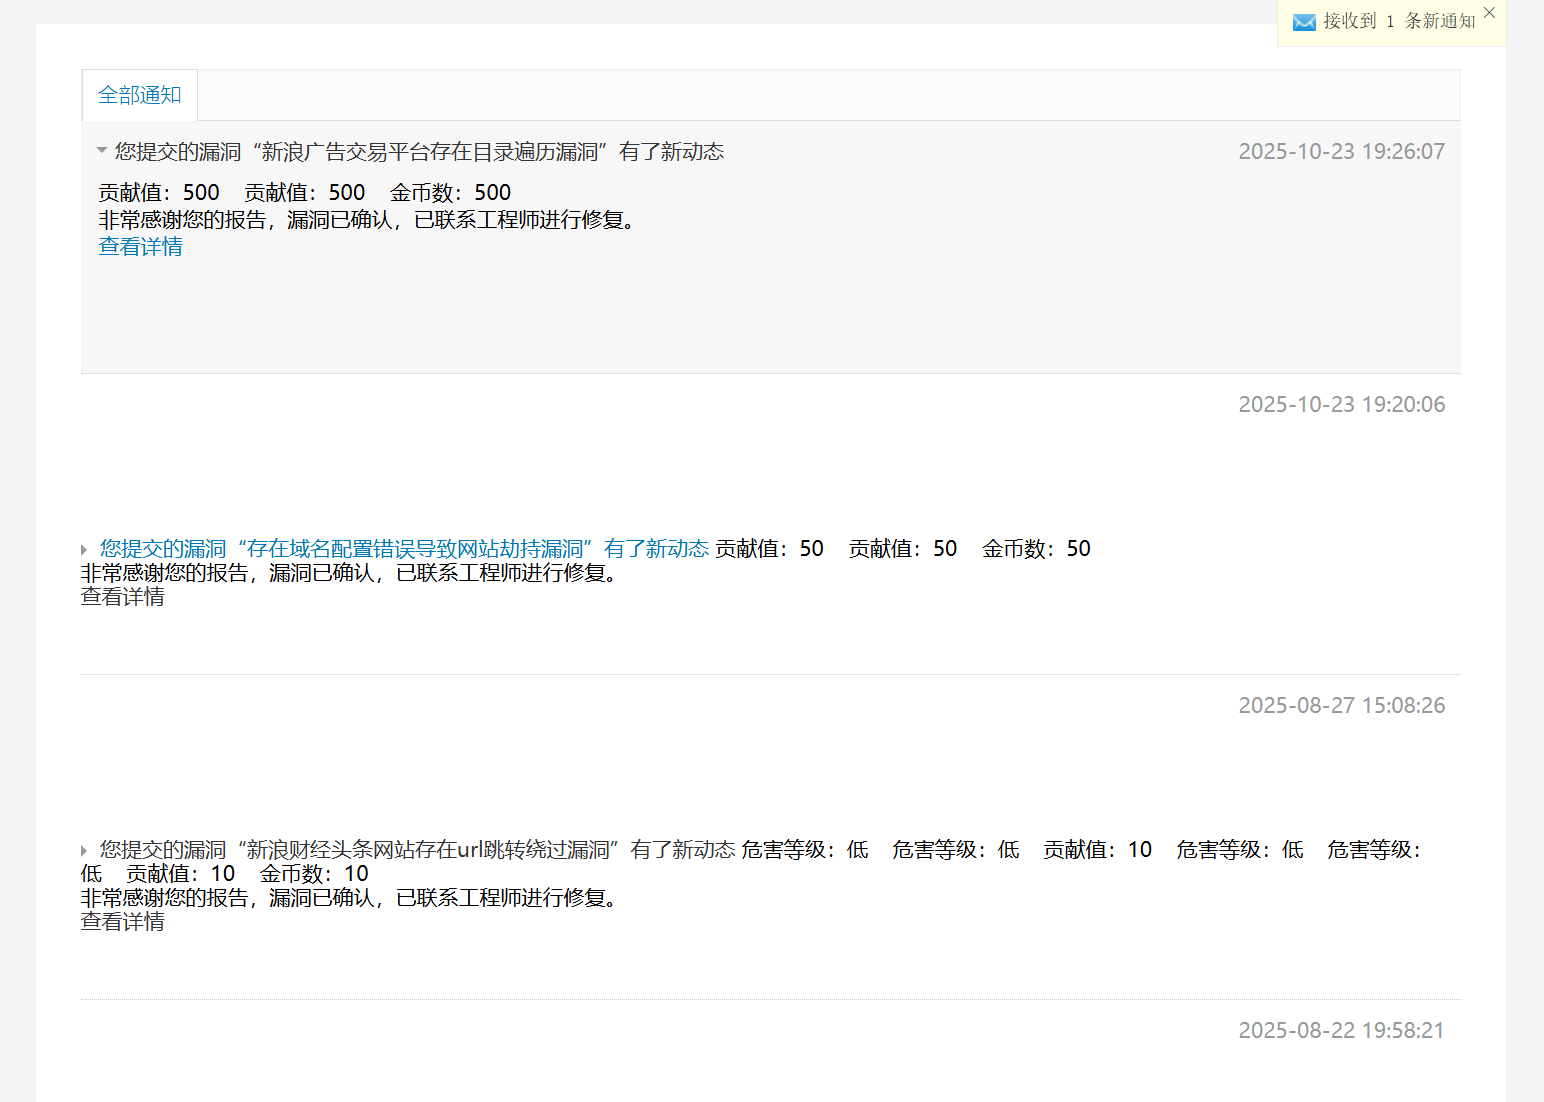 接收到 1 条新通知
全部通知
您提交的漏洞“新浪广告交易平台存在目录遍历漏洞”有了新动态 2025-10-23 19:26:07
贡献值：500 贡献值：500 金币数：500
非常感谢您的报告，漏洞已确认，已联系工程师进行修复。
查看详情
2025-10-23 19:20:06
您提交的漏洞“存在域名配置错误导致网站劫持漏洞”有了新动态 贡献值：50 贡献值：50 金币数：50
非常感谢您的报告，漏洞已确认，已联系工程师进行修复。
查看详情
2025-08-27 15:08:26
您提交的漏洞“新浪财经头条网站存在url跳转绕过漏洞”有了新动态 危害等级：低 危害等级：低 贡献值：10 危害等级：低 危害等级：
低 贡献值：10 金币数：10
非常感谢您的报告，漏洞已确认，已联系工程师进行修复。
查看详情
2025-08-22 19:58:21